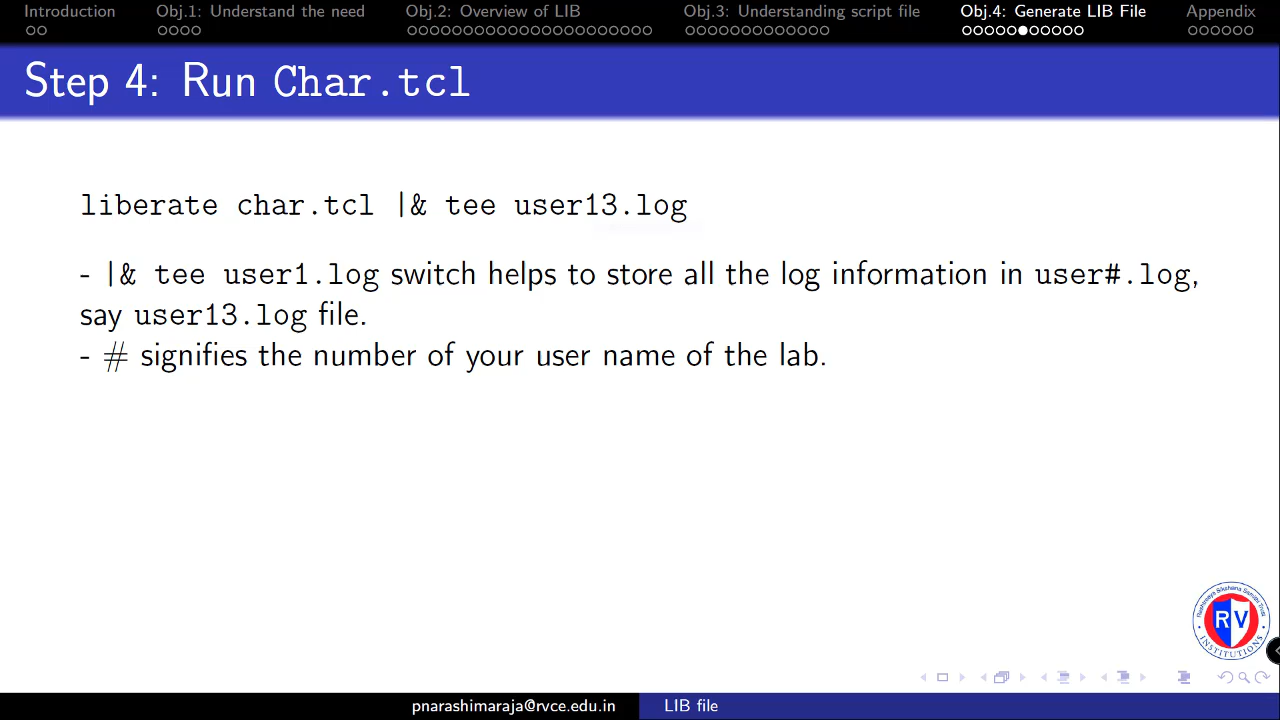 Introduction Obj.1: Understand the need Obj.2: Overview of LIB Obj.3: Understanding script file Obj.4: Generate LIB File Appendix
Step 4: Run Char.tcl
liberate char.tcl |& tee user13.log
- |& tee user1.log switch helps to store all the log information in user#.log,
say user13.log file.
- # signifies the number of your user name of the lab.
RV
INSTITUTIONS
pnarashimaraja@rvce.edu.in LIB file